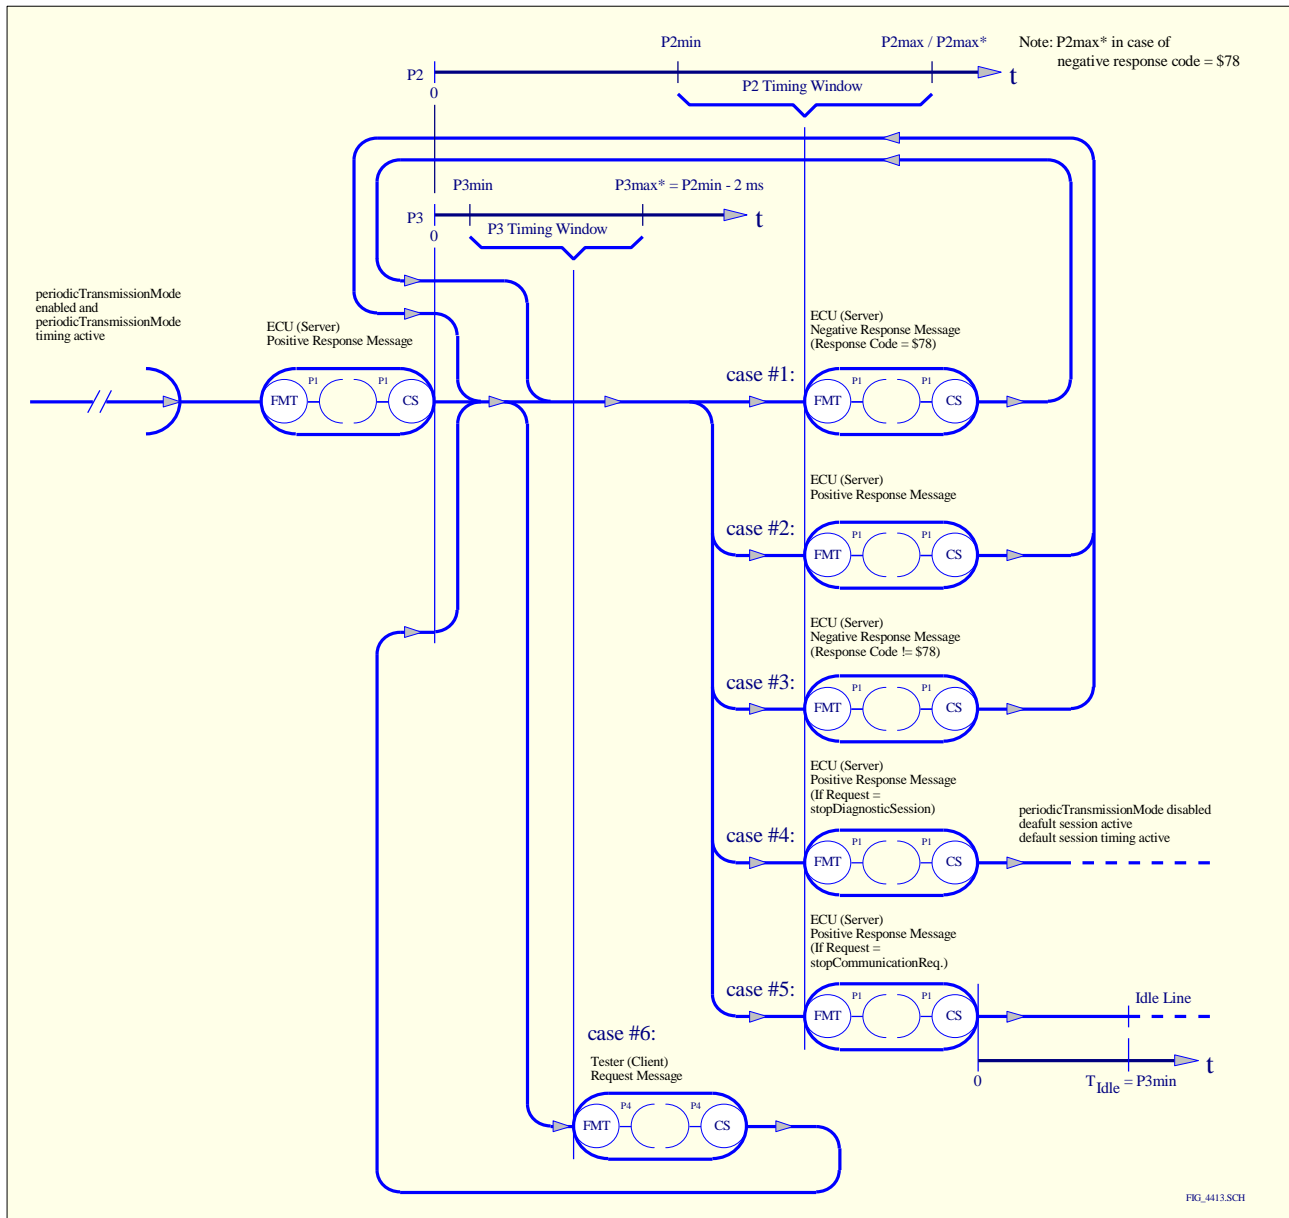 P2min
P2max / P2max*
Note: P2max* in case of
negative response code = $78
P2
0
t
P2 Timing Window
P3min
P3max* = P2min - 2 ms
P3
0
t
P3 Timing Window
periodicTransmissionMode
enabled and
periodicTransmissionMode
timing active
ECU (Server)
Positive Response Message
FMT
P1
P1
CS
ECU (Server)
Negative Response Message
(Response Code = $78)
case #1:
FMT
P1
P1
CS
ECU (Server)
Positive Response Message
case #2:
FMT
P1
P1
CS
ECU (Server)
Negative Response Message
(Response Code != $78)
case #3:
FMT
P1
P1
CS
ECU (Server)
Positive Response Message
(If Request =
stopDiagnosticSession)
case #4:
FMT
P1
P1
CS
periodicTransmissionMode disabled
deafult session active
default session timing active
ECU (Server)
Positive Response Message
(If Request =
stopCommunicationReq.)
case #5:
FMT
P1
P1
CS
Idle Line
0
TIdle = P3min
t
case #6:
Tester (Client)
Request Message
FMT
P4
P4
CS
FIG_4413.SCH